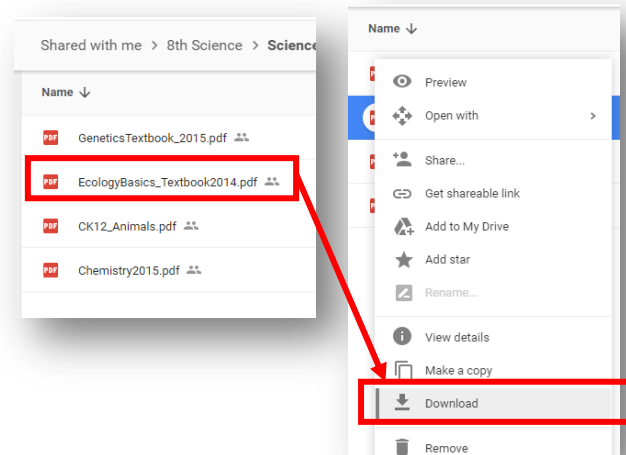 Shared with me > 8th Science > Science
Name ↓
PDF GeneticsTextbook_2015.pdf
PDF EcologyBasics_Textbook2014.pdf
PDF CK12_Animals.pdf
PDF Chemistry2015.pdf
Name ↓
Preview
Open with >
Share...
Get shareable link
Add to My Drive
Add star
Rename...
View details
Make a copy
Download
Remove